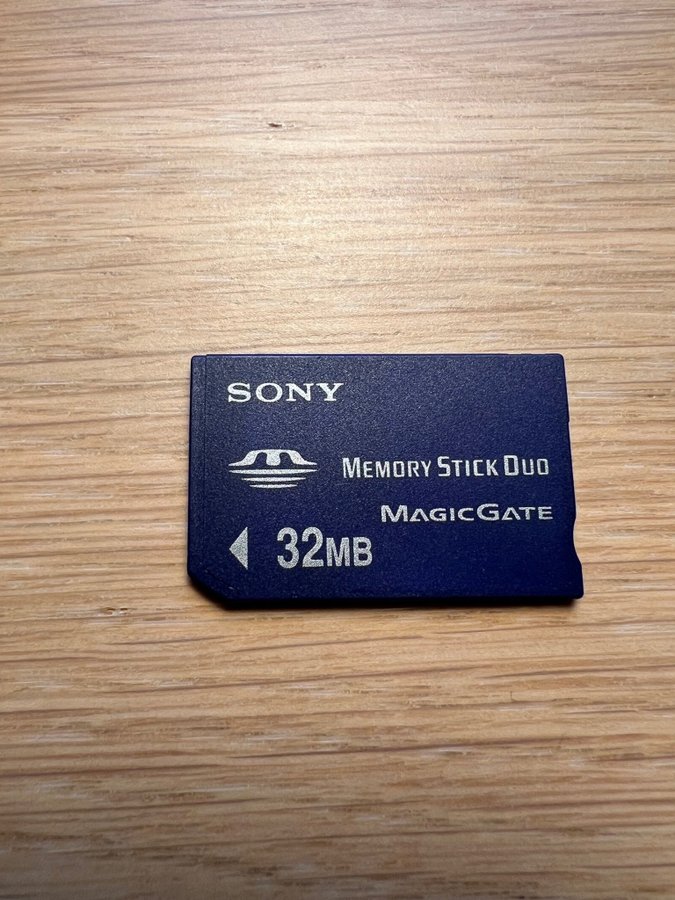 SONY
MEMORY STICK DUO
MAGICGATE
32MB